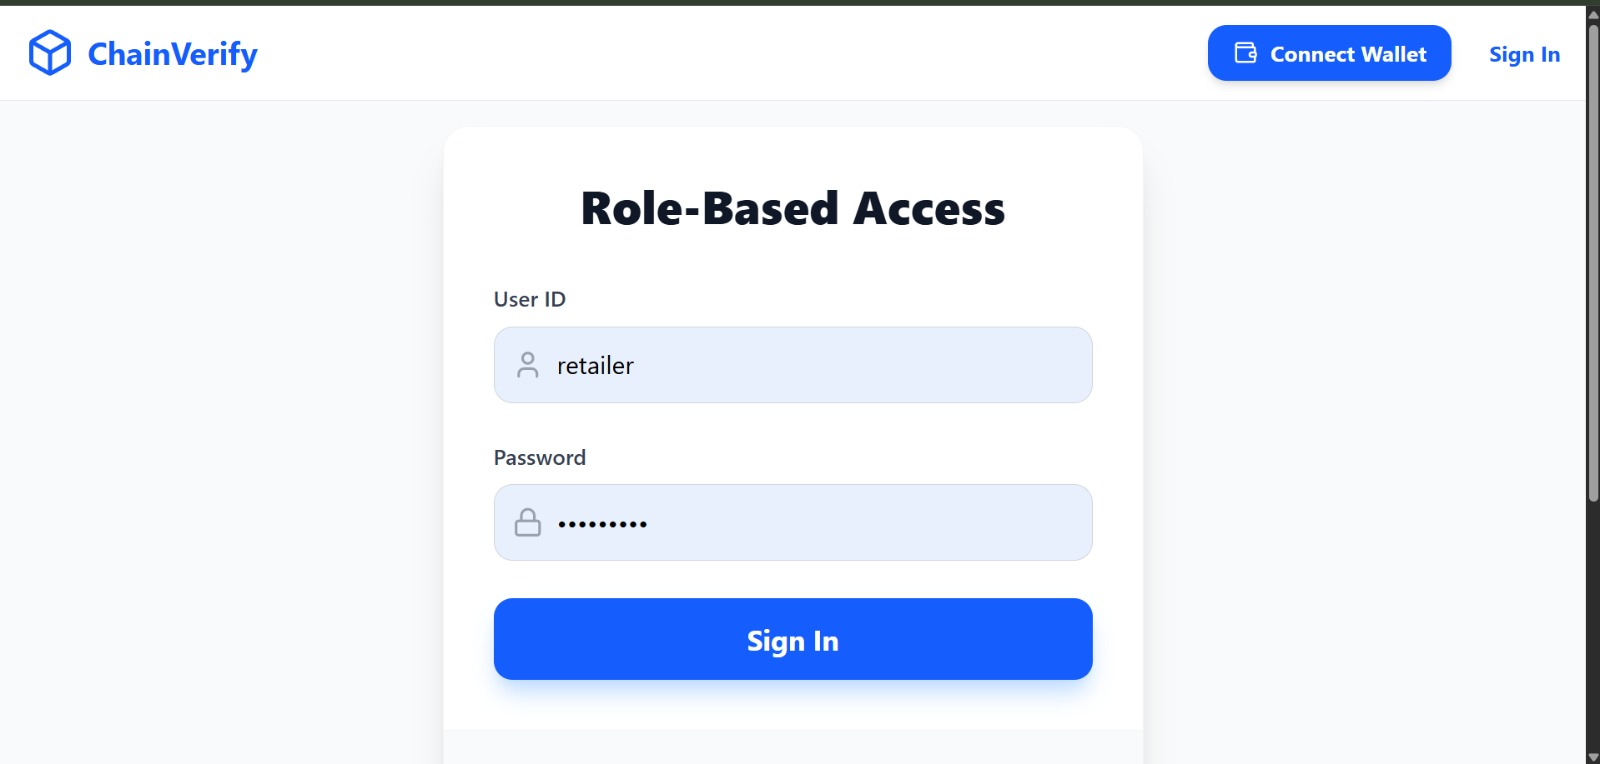 ChainVerify
Connect Wallet
Sign In
Role-Based Access
User ID
retailer
Password
•••••••••
Sign In